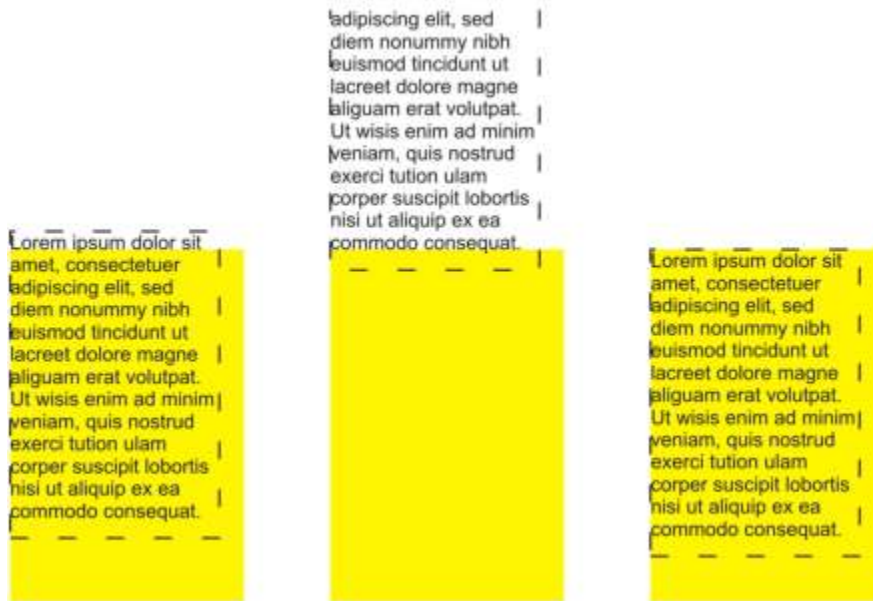 Lorem ipsum dolor sit
amet, consectetuer
adipiscing elit, sed
diem nonummy nibh
euismod tincidunt ut
lacreet dolore magne
aliguam erat volutpat.
Ut wisis enim ad minim
veniam, quis nostrud
exerci tution ulam
corper suscipit lobortis
nisi ut aliquip ex ea
commodo consequat.
adipiscing elit, sed
diem nonummy nibh
euismod tincidunt ut
lacreet dolore magne
aliguam erat volutpat.
Ut wisis enim ad minim
veniam, quis nostrud
exerci tution ulam
corper suscipit lobortis
nisi ut aliquip ex ea
commodo consequat.
Lorem ipsum dolor sit
amet, consectetuer
adipiscing elit, sed
diem nonummy nibh
euismod tincidunt ut
lacreet dolore magne
aliguam erat volutpat.
Ut wisis enim ad minim
veniam, quis nostrud
exerci tution ulam
corper suscipit lobortis
nisi ut aliquip ex ea
commodo consequat.